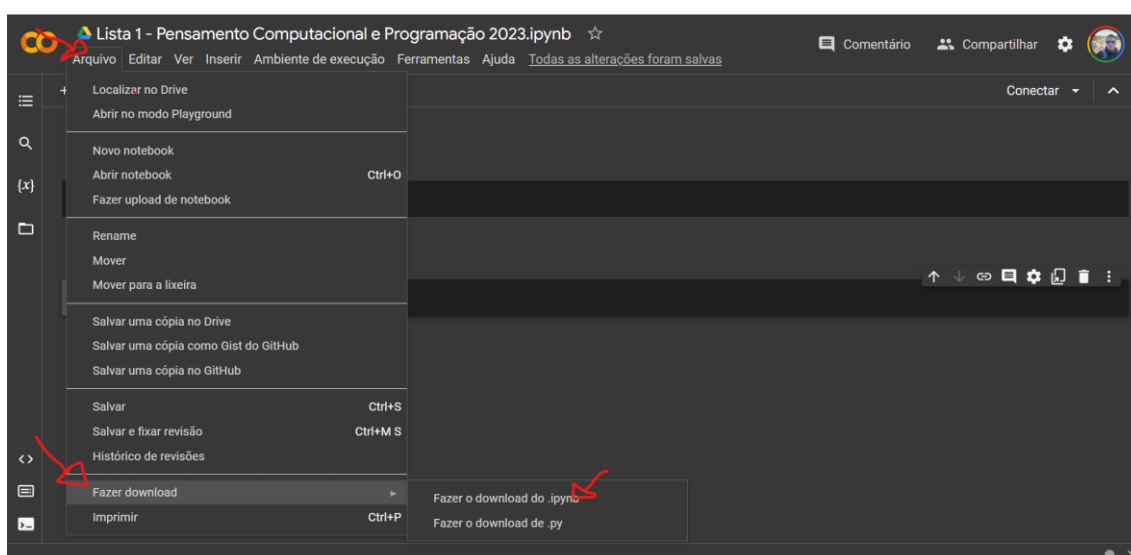 Lista 1 - Pensamento Computacional e Programação 2023.ipynb
Comentário
Compartilhar
Arquivo Editar Ver Inserir Ambiente de execução Ferramentas Ajuda Todas as alterações foram salvas
+
Conectar
Localizar no Drive
Abrir no modo Playground
Novo notebook
Abrir notebook Ctrl+O
Fazer upload de notebook
{x}
Rename
Mover
Mover para a lixeira
Salvar uma cópia no Drive
Salvar uma cópia como Gist do GitHub
Salvar uma cópia no GitHub
Salvar Ctrl+S
Salvar e fixar revisão Ctrl+M S
Histórico de revisões
Fazer download
Fazer o download do .ipynb
Imprimir Ctrl+P
Fazer o download de .py